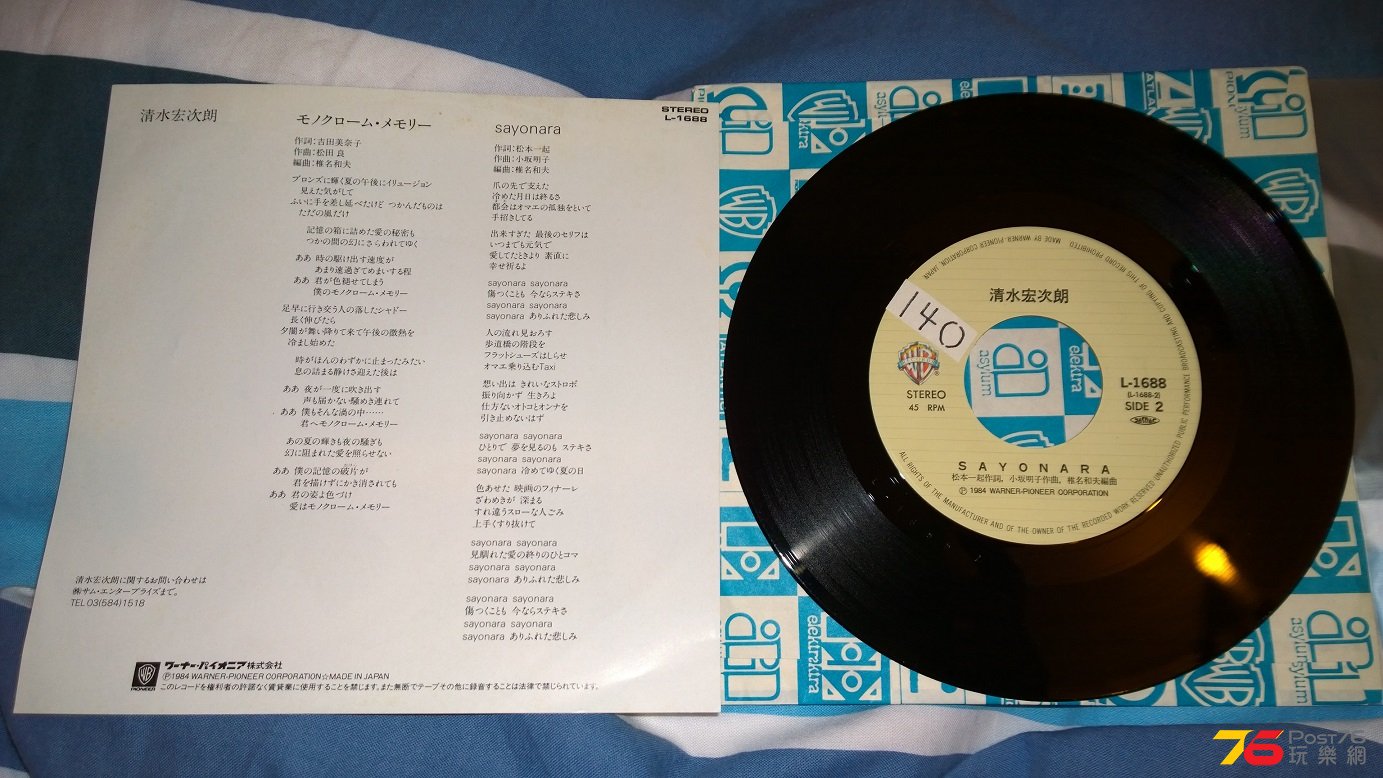 清水宏次朗
モノクローム・メモリー
作詞:吉田美奈子
作曲:松田 良
編曲:椎名和夫
ブロンズに輝く夏の午後にイリュージョン
見えた気がして
ふいに手を差し延べたけど つかんだものは
ただの風だけ
記憶の箱に詰めた愛の秘密も
つかの間の幻にさらわれてゆく
ああ 時の駆け出す速度が
あまり速過ぎてめまいする程
ああ 君が色褪せてしまう
僕のモノクローム・メモリー
足早に行き交う人の落したシャドー
長く伸びたら
夕闇が舞い降りて来て午後の微熱を
冷まし始めた
時がほんのわずかに止まったみたい
息の詰まる静けさ迎えた後は
ああ 夜が一度に吹き出す
声も届かない騒めき連れて
ああ 僕もそんな渦の中……
君へモノクローム・メモリー
あの夏の輝きも夜の騒ぎも
幻に阻まれた愛を照らせない
ああ 僕の記憶の破片が
君を描けずにかき消されても
ああ 君の姿よ色づけ
愛はモノクローム・メモリー
清水宏次朗に関するお問い合わせは
㈱サム・エンタープライズまで。
TEL 03(584)1518
STEREO
L-1688
sayonara
作詞:松本一起
作曲:小坂明子
編曲:椎名和夫
爪の先で支えた
冷めた月日は終るさ
都会はオマエの孤独をといて
手招きしてる
出来すぎた 最後のセリフは
いつまでも元気で
愛してたときより 素直に
幸せ祈るよ
sayonara sayonara
傷つくことも 今ならステキさ
sayonara sayonara
sayonara ありふれた悲しみ
人の流れ見おろす
歩道橋の階段を
フラットシューズはしらせ
オマエ乗り込むTaxi
想い出は きれいなストロボ
振り向かず 生きろよ
仕方ないオトコとオンナを
引き止めないはず
sayonara sayonara
ひとりで 夢を見るのも ステキさ
sayonara sayonara
sayonara 冷めてゆく夏の日
色あせた 映画のフィナーレ
ざわめきが 深まる
すれ違うスローな人ごみ
上手くすり抜けて
sayonara sayonara
見馴れた愛の終りのひとコマ
sayonara sayonara
sayonara ありふれた悲しみ
sayonara sayonara
傷つくことも 今ならステキさ
sayonara sayonara
sayonara ありふれた悲しみ
WB PIONEER ワーナー・パイオニア株式会社
Ⓟ1984 WARNER-PIONEER CORPORATION☆MADE IN JAPAN
このレコードを権利者の許諾なく賃貸業に使用することを禁じます。また無断でテープその他に録音することは法律で禁じられています。
清水宏次朗
140
STEREO
45 RPM
L-1688
(L-1688-2)
SIDE 2
SAYONARA
松本一起作詞, 小坂明子作曲, 椎名和夫編曲
Ⓟ 1984 WARNER-PIONEER CORPORATION
ALL RIGHTS OF THE MANUFACTURER AND OF THE OWNER OF THE RECORDED WORK RESERVED·UNAUTHORIZED PUBLIC PERFORMANCE BROADCASTING AND COPYING OF THIS RECORD PROHIBITED. MADE BY WARNER-PIONEER CORPORATION, JAPAN
asylum
elektra
76 POST76
玩樂網